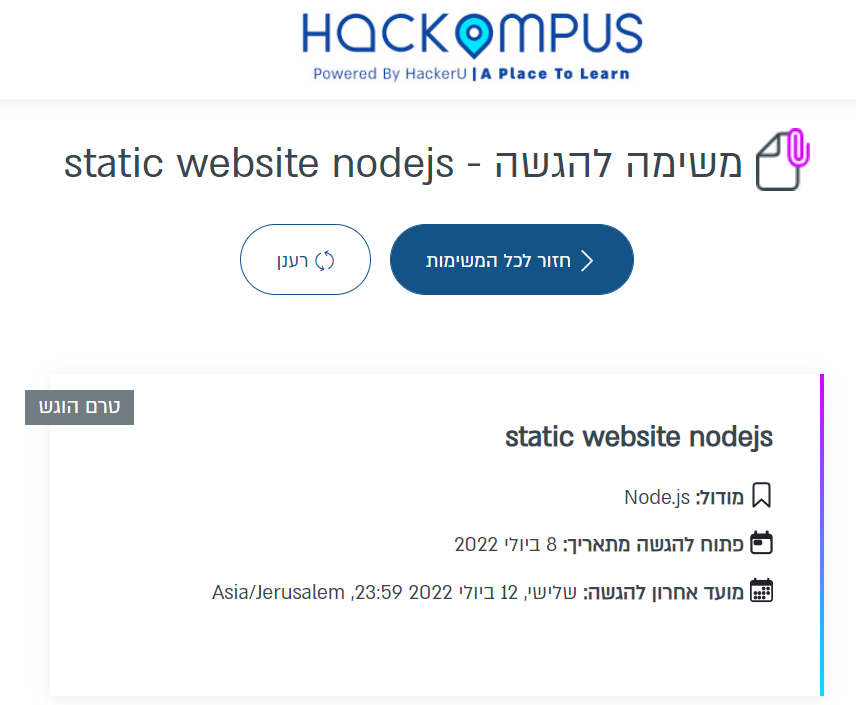 HACKOMPUS
Powered By HackerU | A Place To Learn
משימה להגשה - static website nodejs
חזור לכל המשימות
רענן
טרם הוגש
static website nodejs
מודול: Node.js
פתוח להגשה מתאריך: 8 ביולי 2022
מועד אחרון להגשה: שלישי, 12 ביולי 2022 23:59, Asia/Jerusalem